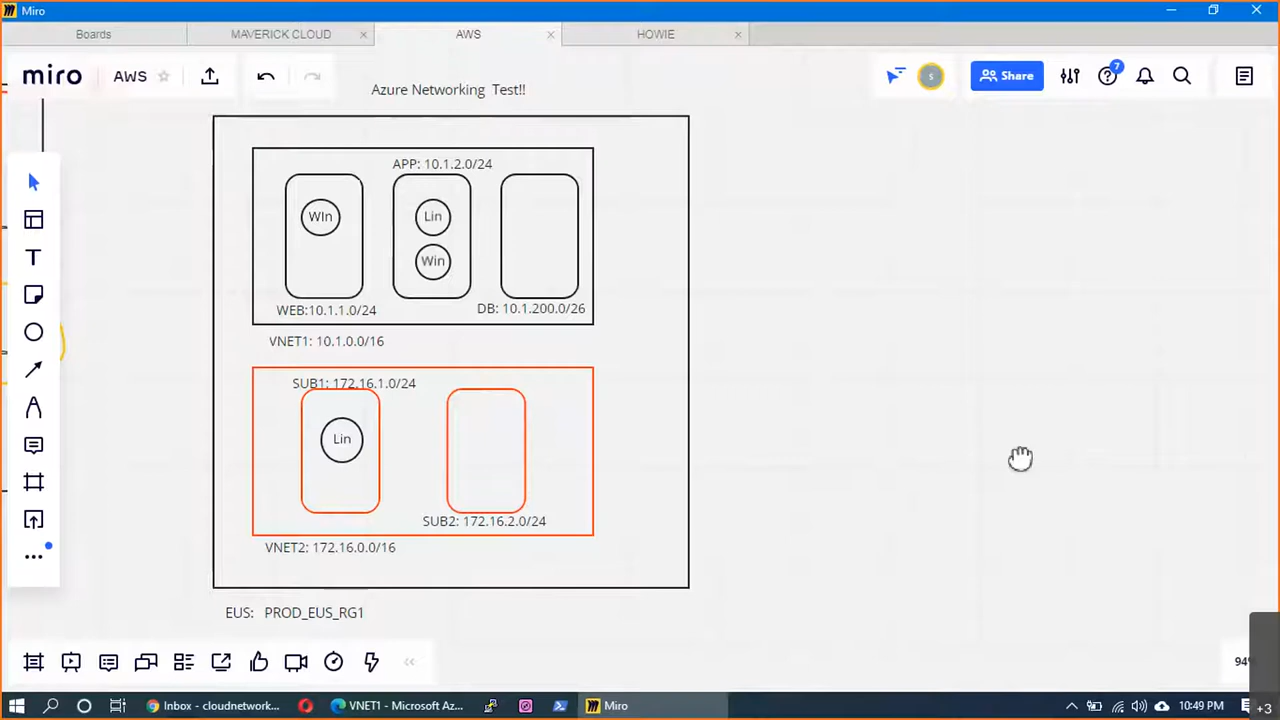 Miro
Boards
MAVERICK CLOUD
AWS
HOWIE
miro
AWS
S
Share
7
Azure Networking Test!!
APP: 10.1.2.0/24
WIn
Lin
Win
WEB:10.1.1.0/24
DB: 10.1.200.0/26
VNET1: 10.1.0.0/16
SUB1: 172.16.1.0/24
Lin
SUB2: 172.16.2.0/24
VNET2: 172.16.0.0/16
EUS: PROD_EUS_RG1
94%
Inbox - cloudnetwork...
VNET1 - Microsoft Az...
Miro
10:49 PM
+3